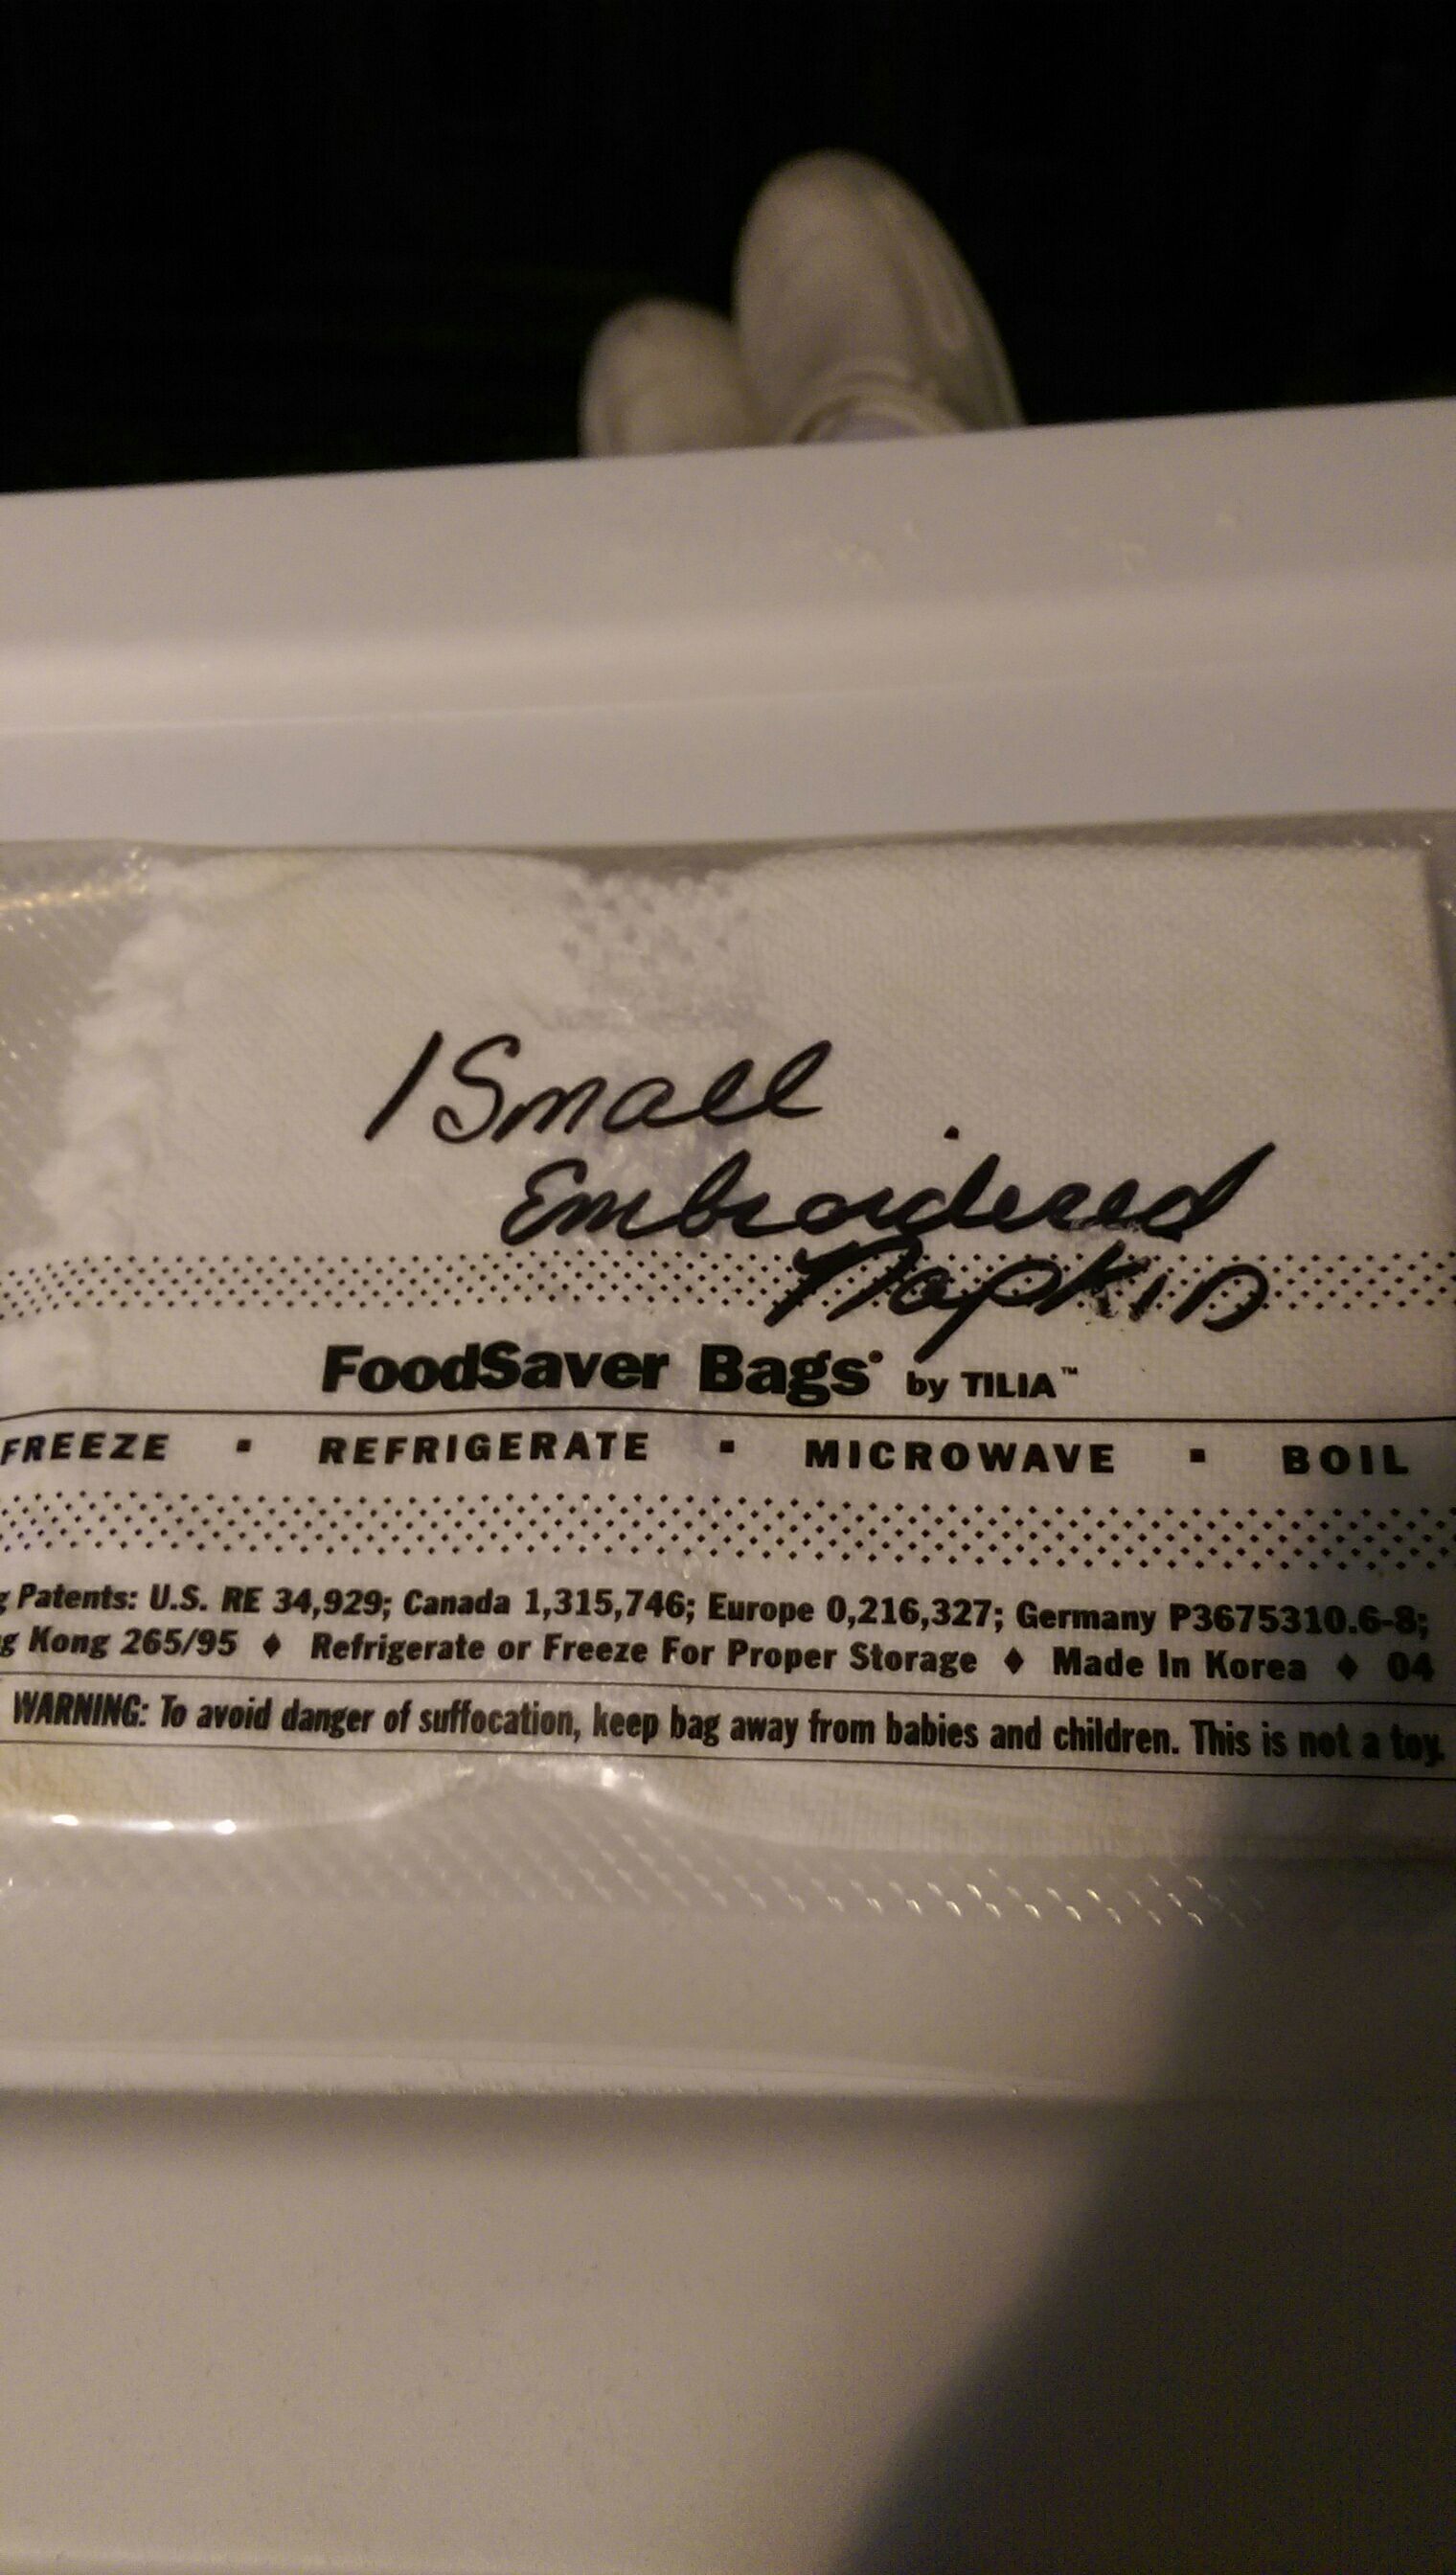 1 Small
Embroidered
Napkin
FoodSaver Bags® by TILIA™
FREEZE ▪ REFRIGERATE ▪ MICROWAVE ▪ BOIL
g Patents: U.S. RE 34,929; Canada 1,315,746; Europe 0,216,327; Germany P3675310.6-8;
g Kong 265/95 ♦ Refrigerate or Freeze For Proper Storage ♦ Made In Korea ♦ 04
WARNING: To avoid danger of suffocation, keep bag away from babies and children. This is not a toy.